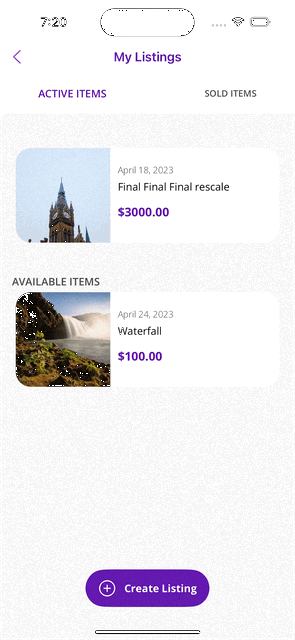 7:20
My Listings
ACTIVE ITEMS
SOLD ITEMS
April 18, 2023
Final Final Final rescale
$3000.00
AVAILABLE ITEMS
April 24, 2023
Waterfall
$100.00
Create Listing